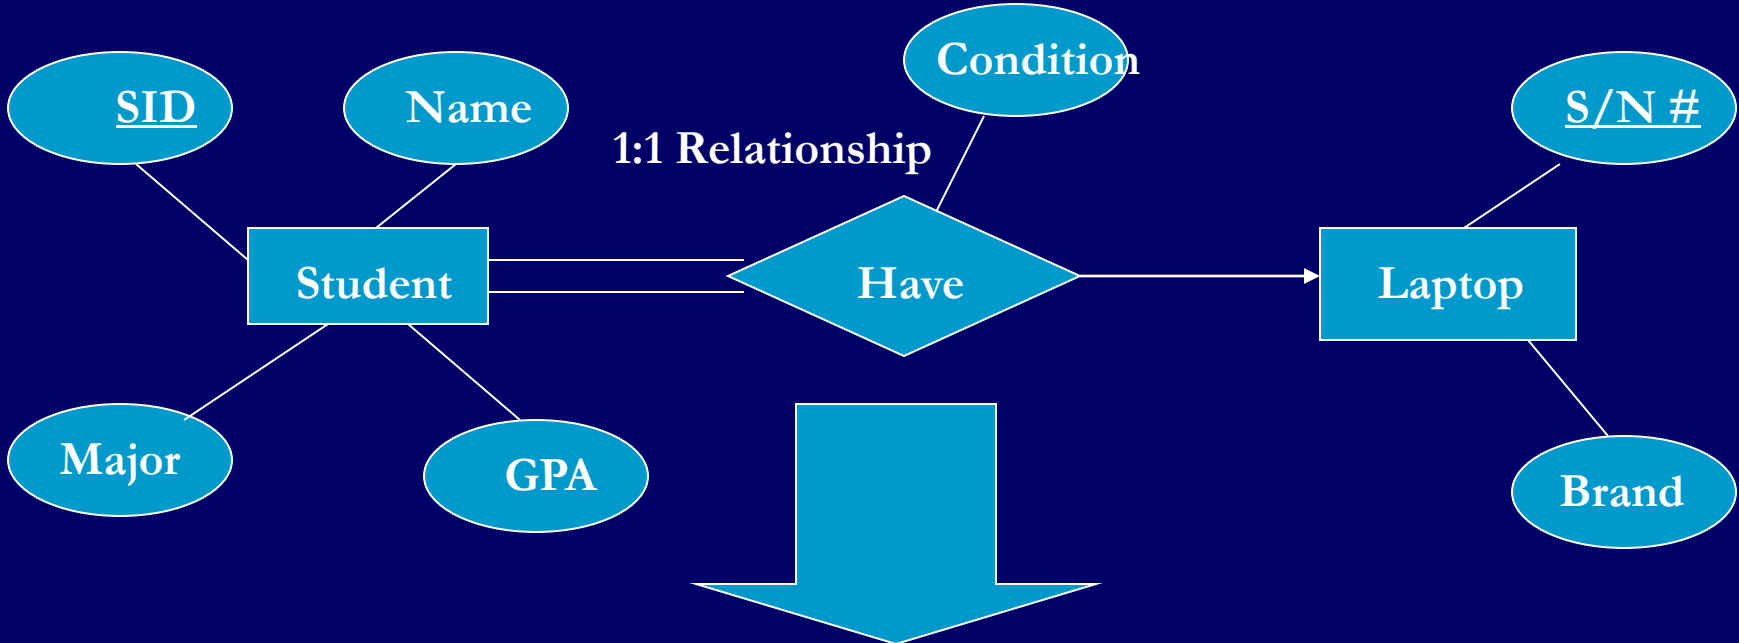 Condition
SID
Name
S/N #
1:1 Relationship
Student
Have
Laptop
Major
GPA
Brand